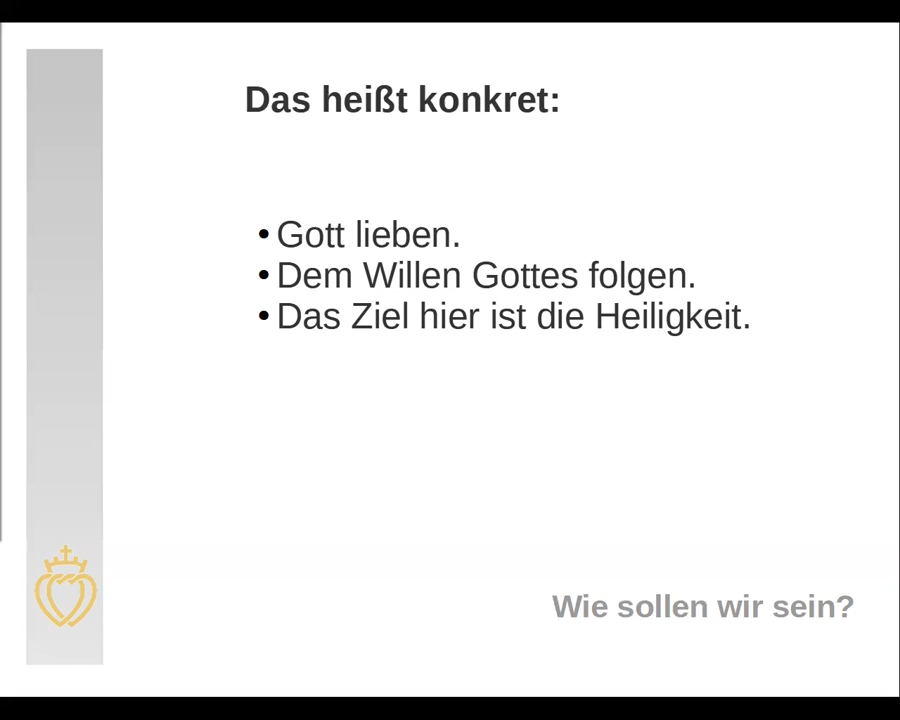 Das heißt konkret:
• Gott lieben.
• Dem Willen Gottes folgen.
• Das Ziel hier ist die Heiligkeit.
Wie sollen wir sein?